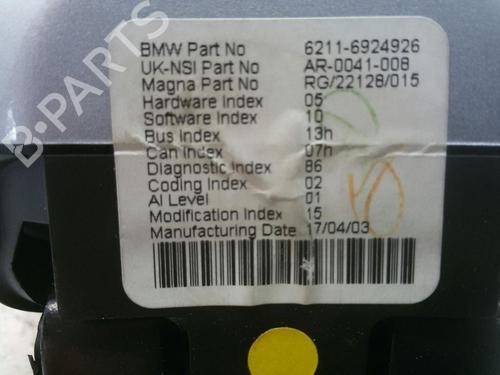 BMW Part No 6211-6924926
UK-NSI Part No AR-0041-008
Magna Part No RG/22128/015
Hardware Index 05
Software Index 10
Bus Index 13h
Can Index 07h
Diagnostic Index 86
Coding Index 02
AI Level 01
Modification Index 15
Manufacturing Date 17/04/03
B-PARTS